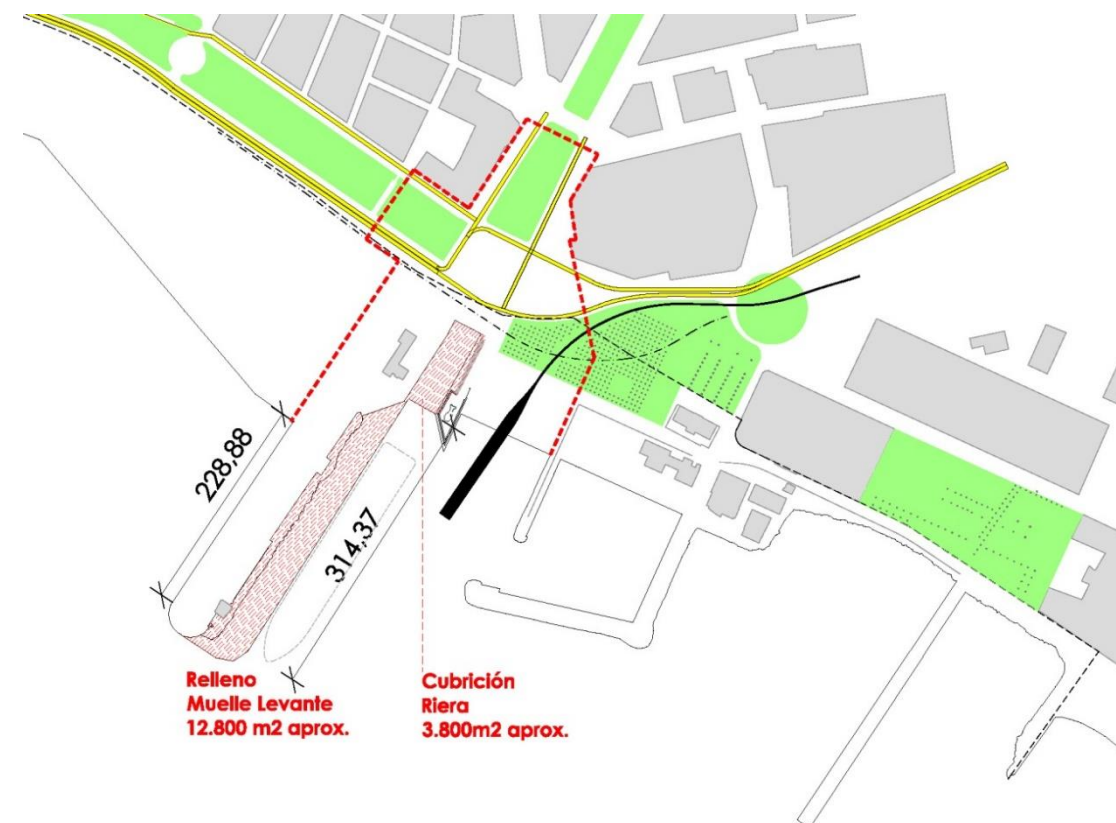 228,88
314,37
Relleno
Muelle Levante
12.800 m2 aprox.
Cubrición
Riera
3.800m2 aprox.